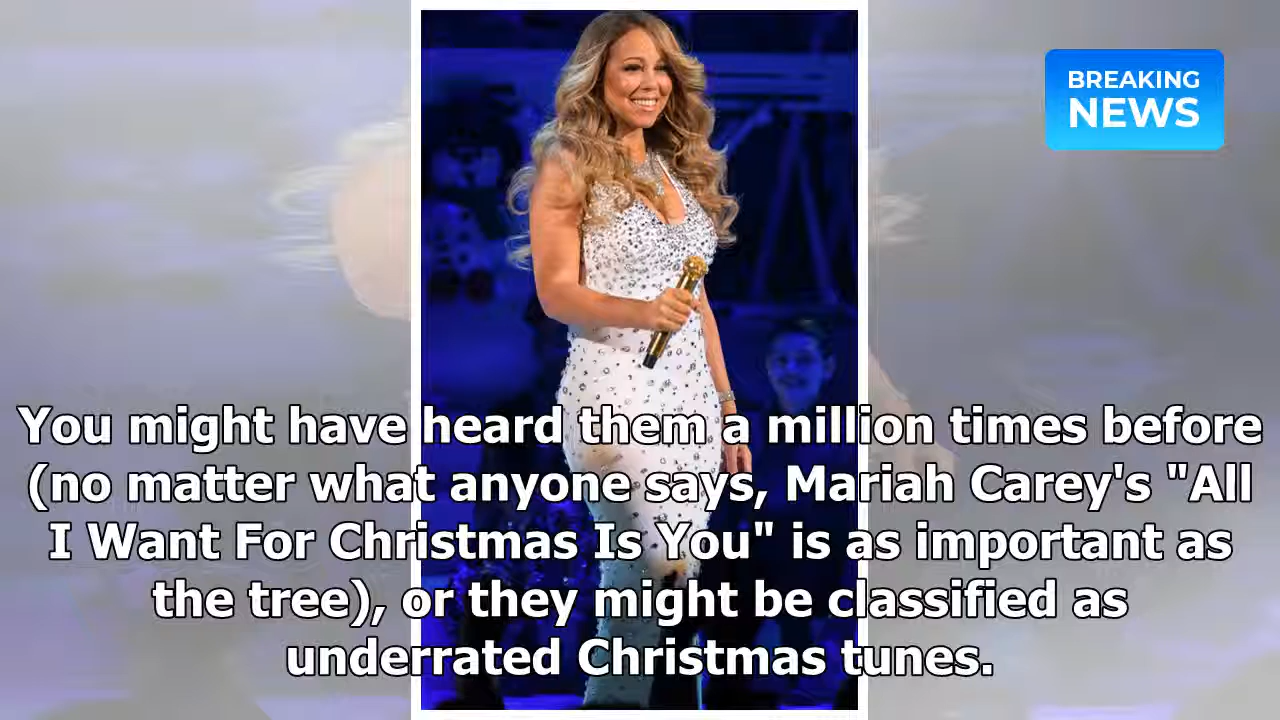 BREAKING
NEWS
You might have heard them a million times before
(no matter what anyone says, Mariah Carey's "All
I Want For Christmas Is You" is as important as
the tree), or they might be classified as
underrated Christmas tunes.